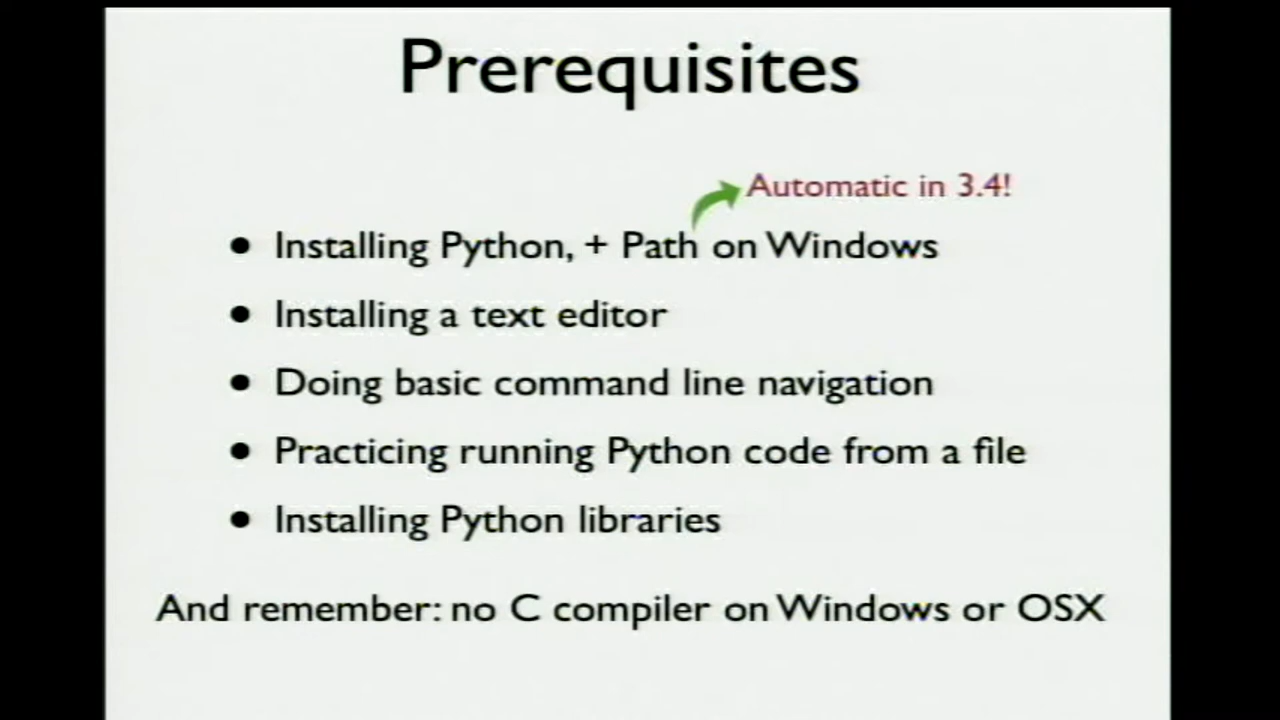 Prerequisites
Automatic in 3.4!
• Installing Python, + Path on Windows
• Installing a text editor
• Doing basic command line navigation
• Practicing running Python code from a file
• Installing Python libraries
And remember: no C compiler on Windows or OSX